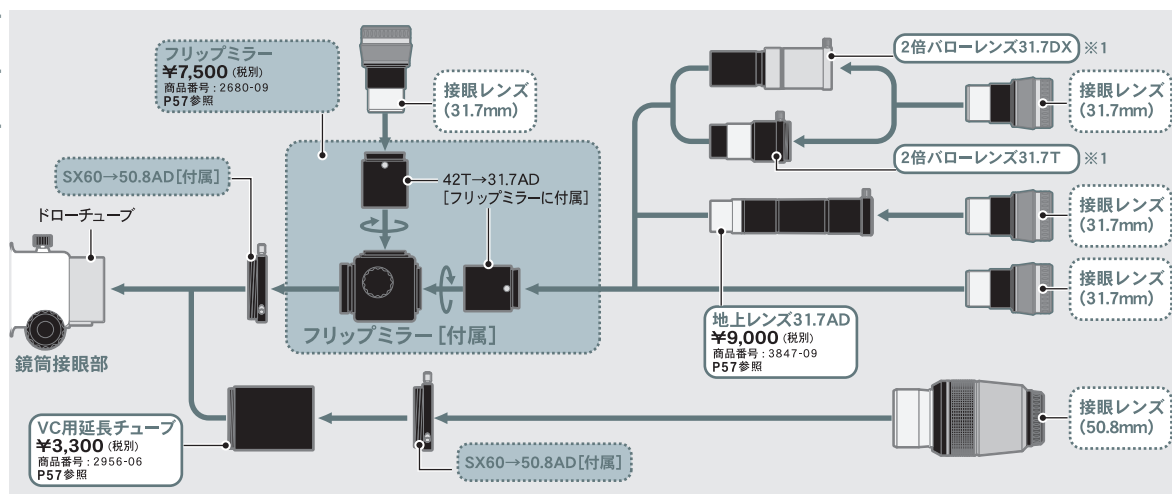 フリップミラー
¥7,500（税別）
商品番号：2680-09
P57参照
接眼レンズ
（31.7mm）
2倍バローレンズ31.7DX ※1
接眼レンズ
（31.7mm）
2倍バローレンズ31.7T ※1
SX60→50.8AD［付属］
42T→31.7AD
［フリップミラーに付属］
ドローチューブ
接眼レンズ
（31.7mm）
接眼レンズ
（31.7mm）
フリップミラー［付属］
地上レンズ31.7AD
¥9,000（税別）
商品番号：3847-09
P57参照
鏡筒接眼部
VC用延長チューブ
¥3,300（税別）
商品番号：2956-06
P57参照
SX60→50.8AD［付属］
接眼レンズ
（50.8mm）